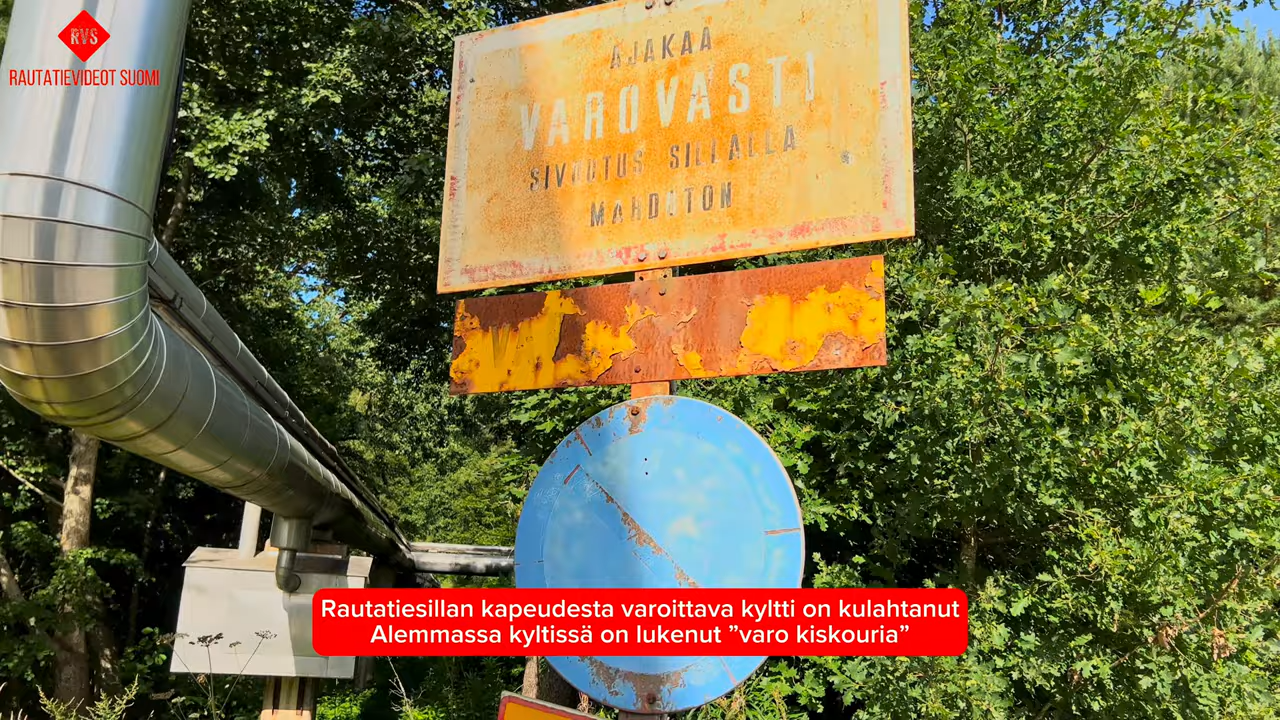 RVS
RAUTATIEVIDEOT SUOMI
AJAKAA
VAROVASTI
SIVUUTUS SILLALLA
MAHDOTON
Rautatiesillan kapeudesta varoittava kyltti on kulahtanut
Alemmassa kyltissä on lukenut ”varo kiskouria”